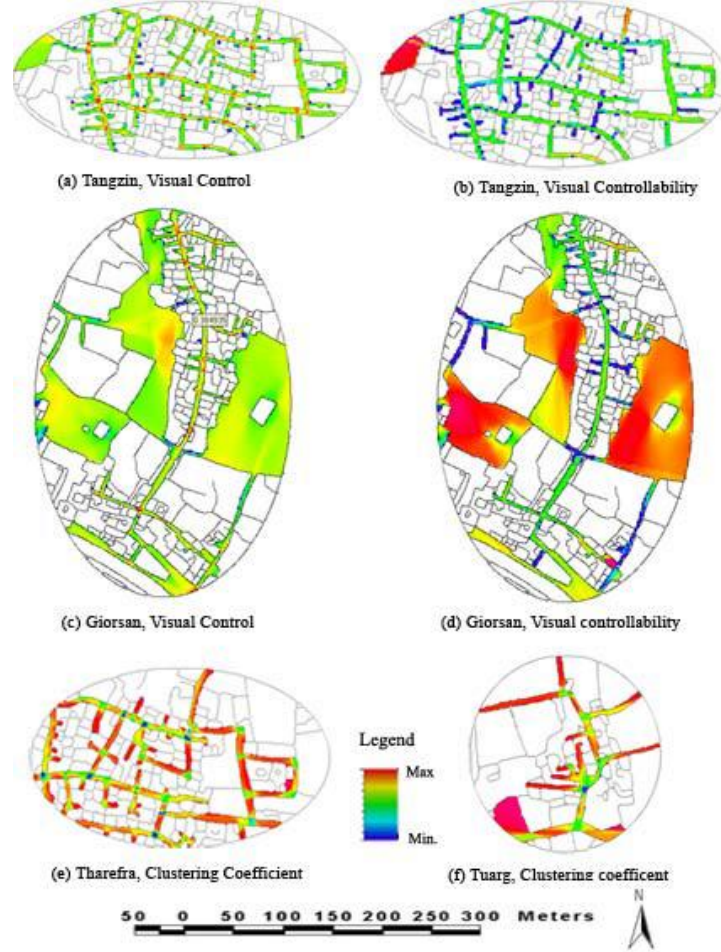 (a) Tangzin, Visual Control
(b) Tangzin, Visual Controllability
(c) Giorsan, Visual Control
(d) Giorsan, Visual controllability
Legend
Max
Min.
(e) Tharefra, Clustering Coefficient
(f) Tuarg, Clustering coefficent
N
50 0 50 100 150 200 250 300 Meters